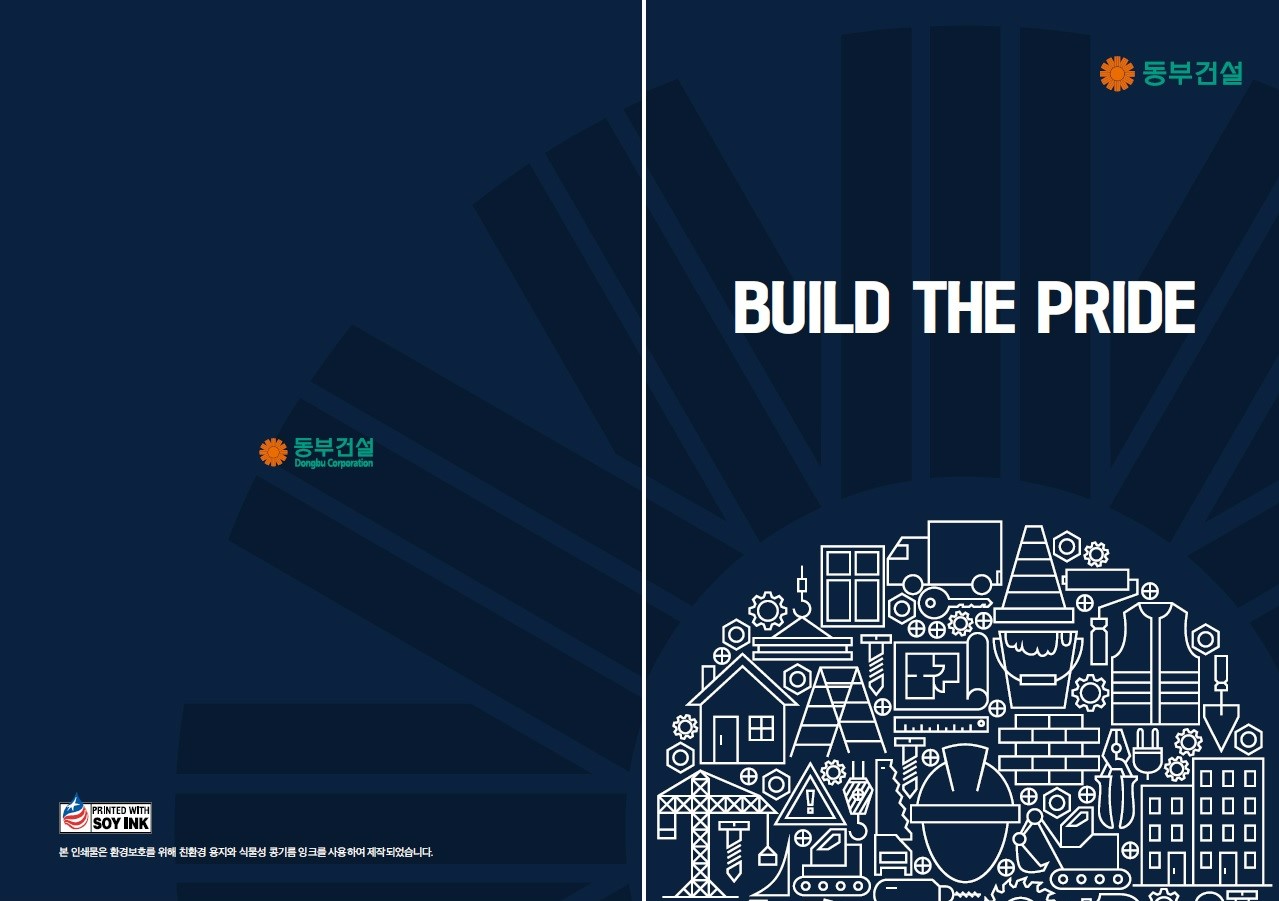 동부건설
Dongbu Corporation
PRINTED WITH
SOY INK
본 인쇄물은 환경보호를 위해 친환경 용지와 식물성 콩기름 잉크를 사용하여 제작되었습니다.
동부건설
BUILD THE PRIDE